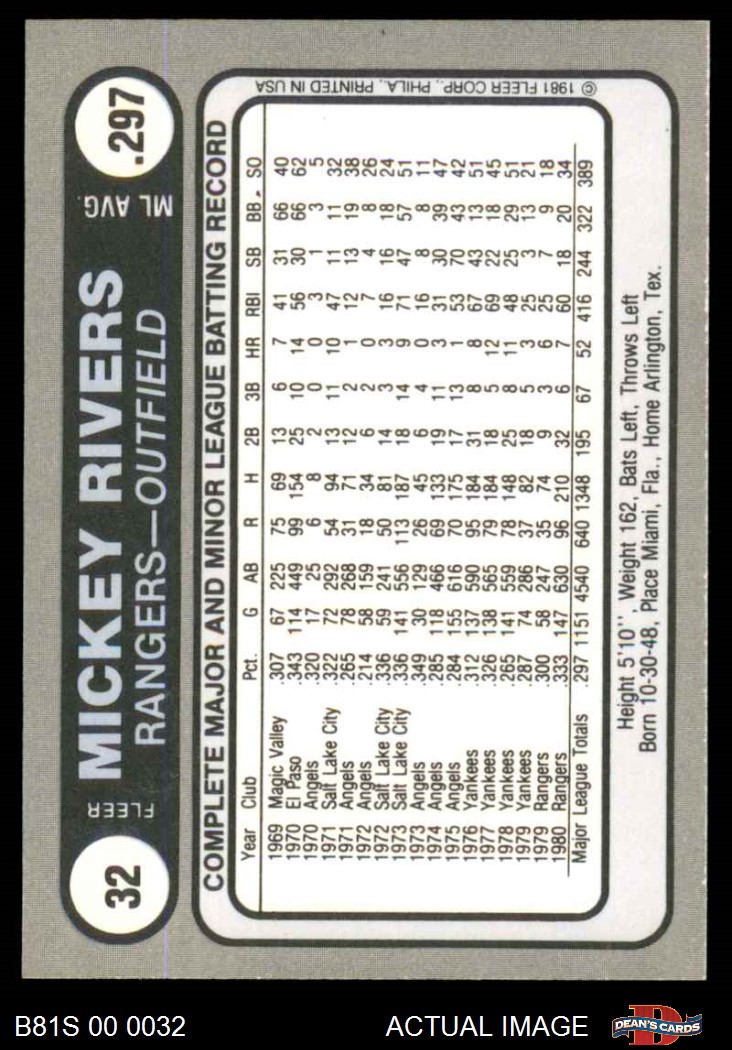 32
FLEER
MICKEY RIVERS
RANGERS—OUTFIELD
ML AVG.
.297
COMPLETE MAJOR AND MINOR LEAGUE BATTING RECORD
Year Club Pct. G AB R H 2B 3B HR RBI SB BB SO
1969 Magic Valley .307 67 225 75 69 13 6 7 41 31 66 40
1970 El Paso .343 114 449 99 154 25 10 14 56 30 66 62
1970 Angels .320 17 25 6 8 2 0 0 3 1 3 5
1971 Salt Lake City .322 72 292 54 94 13 11 10 47 11 11 32
1971 Angels .265 78 268 31 71 12 2 1 12 13 19 38
1972 Angels .214 58 159 18 34 6 2 0 7 4 8 26
1972 Salt Lake City .336 59 241 50 81 14 3 3 16 16 18 24
1973 Salt Lake City .336 141 556 113 187 18 14 9 71 47 57 51
1973 Angels .349 30 129 26 45 6 4 0 16 8 8 11
1974 Angels .285 118 466 69 133 19 11 3 31 30 39 47
1975 Angels .284 155 616 70 175 17 13 1 53 70 43 42
1976 Yankees .312 137 590 95 184 31 8 8 67 43 13 51
1977 Yankees .326 138 565 79 184 18 5 12 69 22 18 45
1978 Yankees .265 141 559 78 148 25 8 11 48 25 29 51
1979 Yankees .287 74 286 37 82 18 5 3 25 3 13 21
1979 Rangers .300 58 247 35 74 9 3 6 25 7 9 18
1980 Rangers .333 147 630 96 210 32 6 7 60 18 20 34
Major League Totals .297 1151 4540 640 1348 195 67 52 416 244 322 389
© 1981 FLEER CORP., PHILA., PRINTED IN USA
Height 5'10'', Weight 162, Bats Left, Throws Left
Born 10-30-48, Place Miami, Fla., Home Arlington, Tex.
B81S 00 0032
ACTUAL IMAGE
D
DEAN'S CARDS